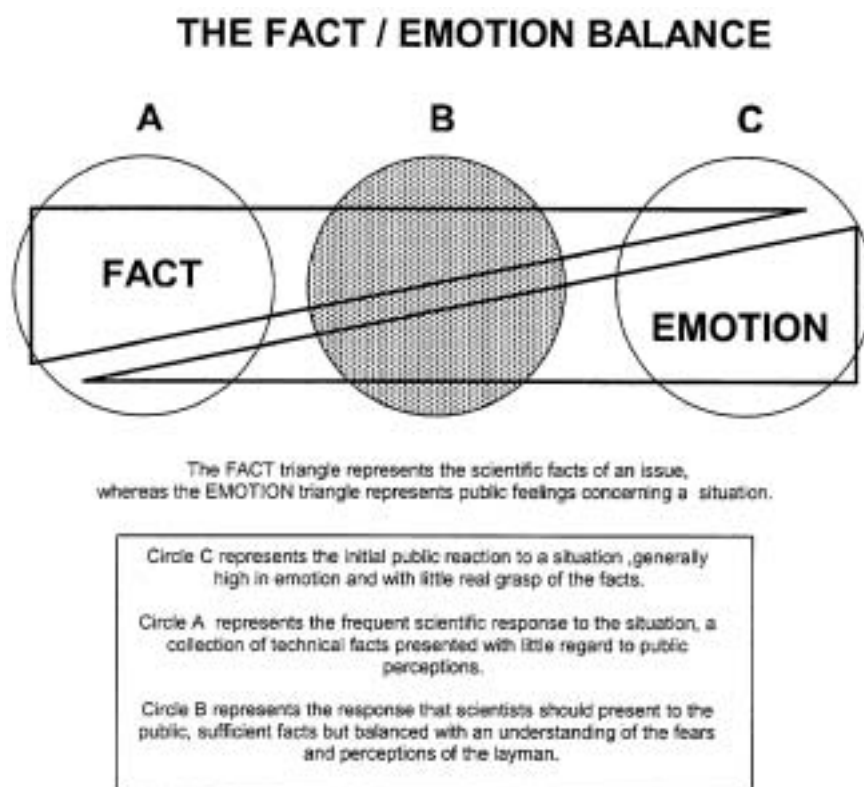 THE FACT / EMOTION BALANCE
A B C
FACT
EMOTION
The FACT triangle represents the scientific facts of an issue,
whereas the EMOTION triangle represents public feelings concerning a situation.
Circle C represents the initial public reaction to a situation ,generally
high in emotion and with little real grasp of the facts.
Circle A represents the frequent scientific response to the situation, a
collection of technical facts presented with little regard to public
perceptions.
Circle B represents the response that scientists should present to the
public, sufficient facts but balanced with an understanding of the fears
and perceptions of the layman.